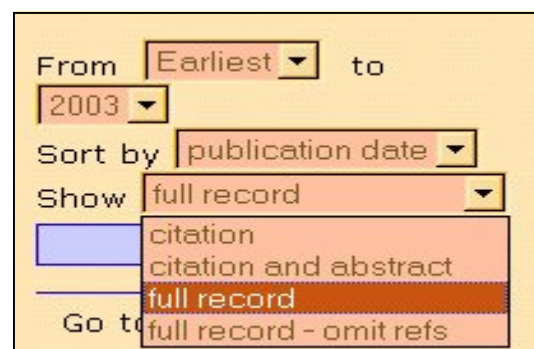 From Earliest to
2003
Sort by publication date
Show full record
citation
citation and abstract
full record
Go to
full record - omit refs